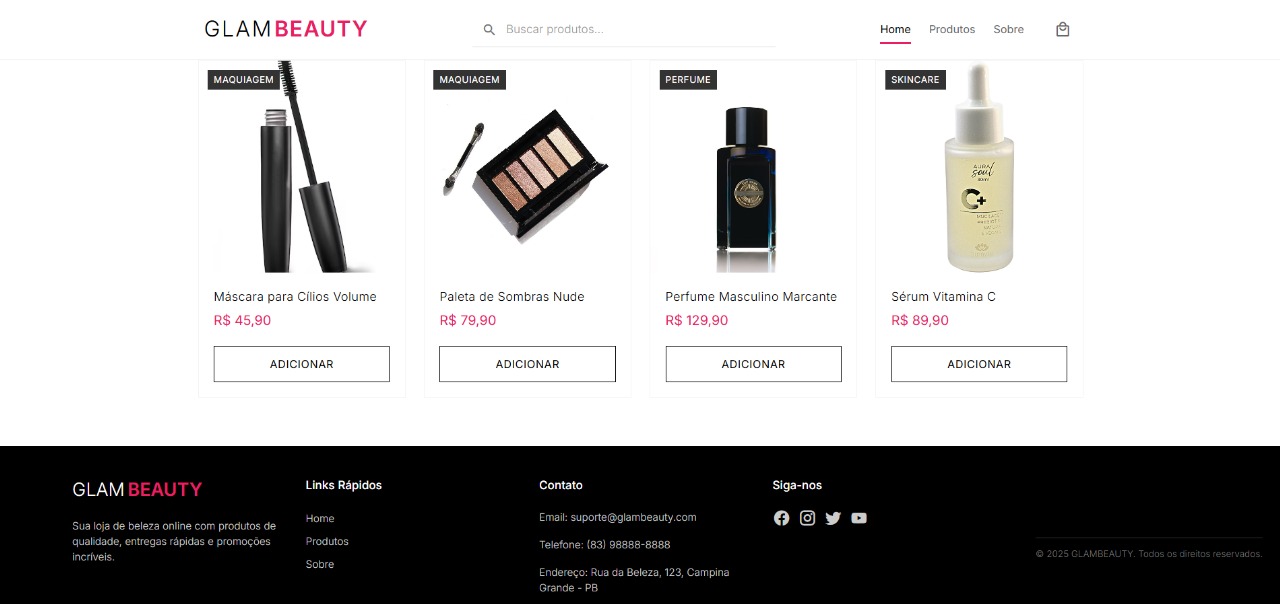 GLAMBEAUTY
Buscar produtos...
Home
Produtos
Sobre
MAQUIAGEM
MAQUIAGEM
PERFUME
SKINCARE
AURA
soul
C+
Máscara para Cílios Volume
R$ 45,90
ADICIONAR
Paleta de Sombras Nude
R$ 79,90
ADICIONAR
Perfume Masculino Marcante
R$ 129,90
ADICIONAR
Sérum Vitamina C
R$ 89,90
ADICIONAR
GLAMBEAUTY
Sua loja de beleza online com produtos de
qualidade, entregas rápidas e promoções
incríveis.
Links Rápidos
Home
Produtos
Sobre
Contato
Email: suporte@glambeauty.com
Telefone: (83) 98888-8888
Endereço: Rua da Beleza, 123, Campina
Grande - PB
Siga-nos
© 2025 GLAMBEAUTY. Todos os direitos reservados.